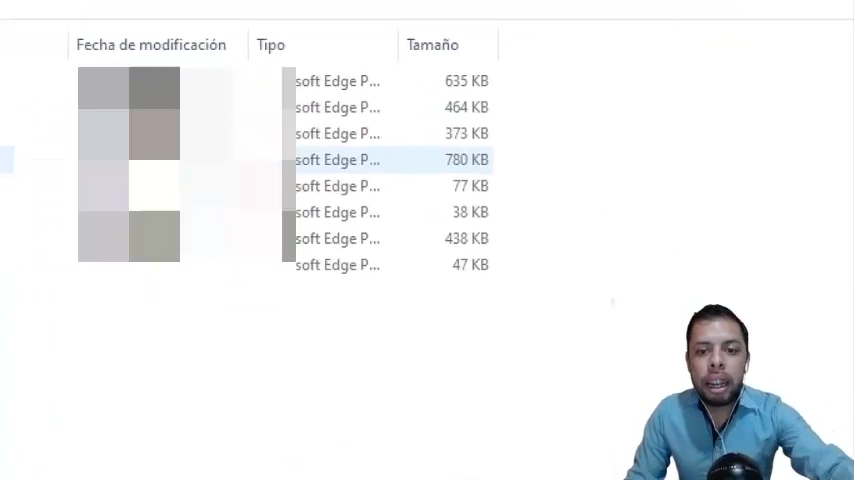 Fecha de modificación Tipo Tamaño
soft Edge P... 635 KB
soft Edge P... 464 KB
soft Edge P... 373 KB
soft Edge P... 780 KB
soft Edge P... 77 KB
soft Edge P... 38 KB
soft Edge P... 438 KB
soft Edge P... 47 KB